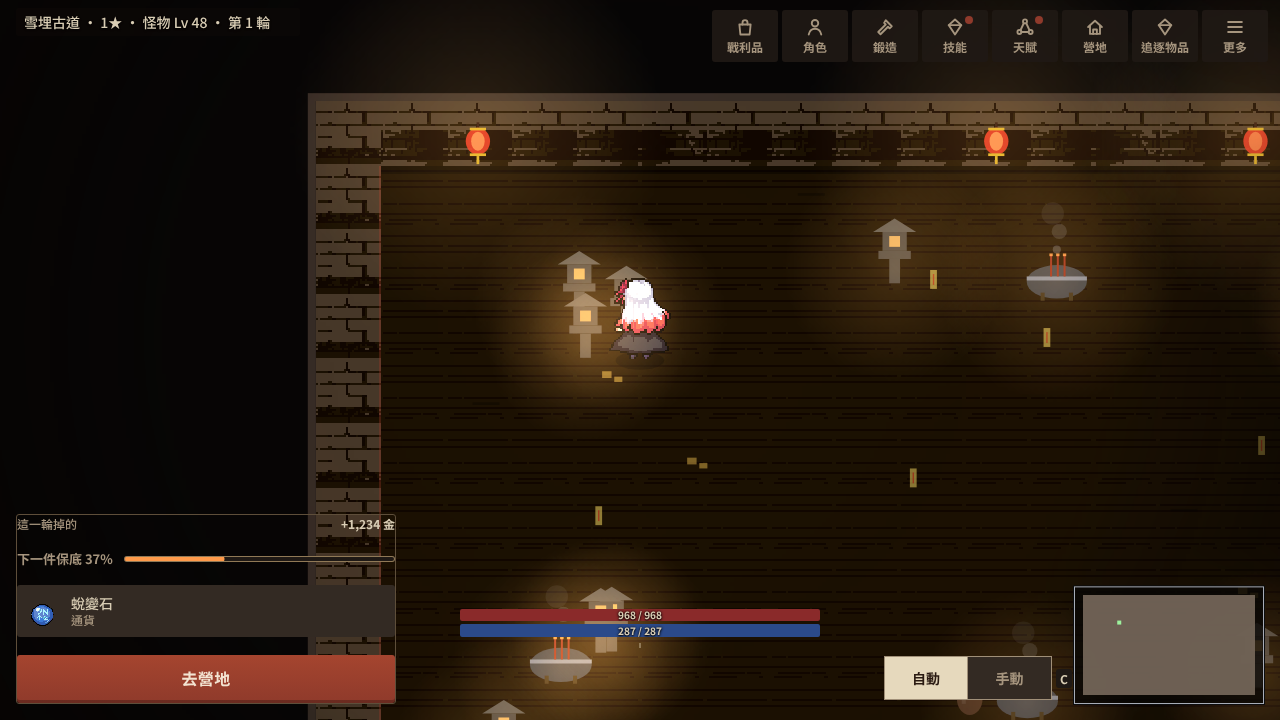 雪埋古道 · 1★ · 怪物 Lv 48 · 第 1 輪
戰利品
角色
鍛造
技能
天賦
營地
追逐物品
更多
這一輪掉的 +1,234 金
下一件保底 37%
蛻變石
通貨
去營地
968 / 968
287 / 287
自動
手動
C